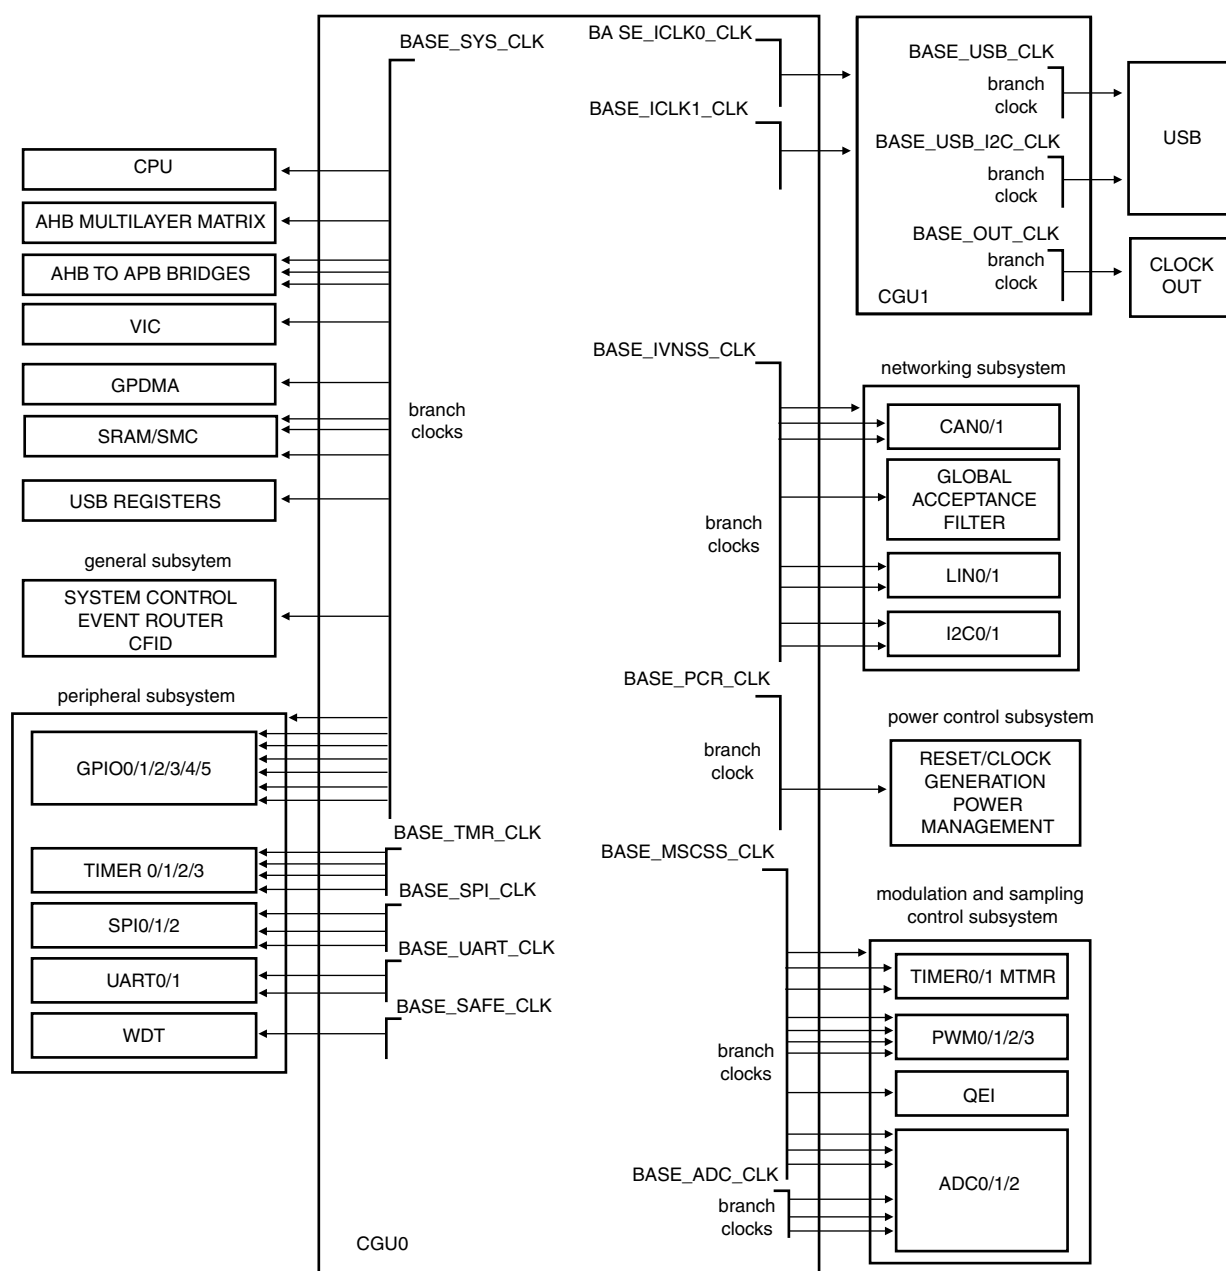 BASE_SYS_CLK
BA SE_ICLK0_CLK
BASE_ICLK1_CLK
BASE_USB_CLK
branch
clock
BASE_USB_I2C_CLK
branch
clock
BASE_OUT_CLK
branch
clock
CGU1
USB
CLOCK
OUT
CPU
AHB MULTILAYER MATRIX
AHB TO APB BRIDGES
VIC
GPDMA
SRAM/SMC
USB REGISTERS
branch
clocks
general subsytem
SYSTEM CONTROL
EVENT ROUTER
CFID
peripheral subsystem
GPIO0/1/2/3/4/5
BASE_TMR_CLK
TIMER 0/1/2/3
BASE_SPI_CLK
SPI0/1/2
BASE_UART_CLK
UART0/1
BASE_SAFE_CLK
WDT
BASE_IVNSS_CLK
branch
clocks
networking subsystem
CAN0/1
GLOBAL
ACCEPTANCE
FILTER
LIN0/1
I2C0/1
BASE_PCR_CLK
branch
clock
power control subsystem
RESET/CLOCK
GENERATION
POWER
MANAGEMENT
BASE_MSCSS_CLK
branch
clocks
modulation and sampling
control subsystem
TIMER0/1 MTMR
PWM0/1/2/3
QEI
BASE_ADC_CLK
branch
clocks
ADC0/1/2
CGU0